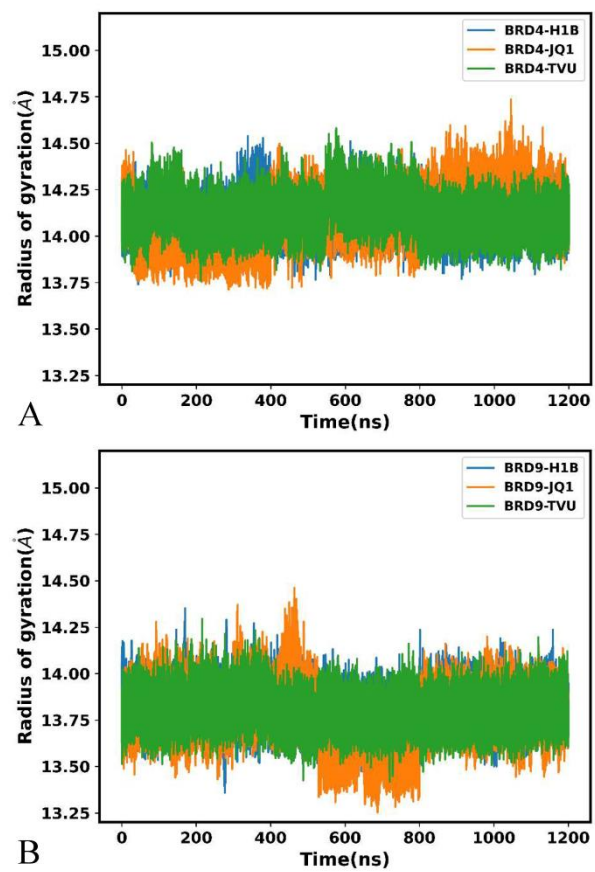 15.00
14.75
14.50
14.25
14.00
13.75
13.50
13.25
Radius of gyration(Å)
BRD4-H1B
BRD4-JQ1
BRD4-TVU
0 200 400 600 800 1000 1200
Time(ns)
A
15.00
14.75
14.50
14.25
14.00
13.75
13.50
13.25
Radius of gyration(Å)
BRD9-H1B
BRD9-JQ1
BRD9-TVU
0 200 400 600 800 1000 1200
Time(ns)
B